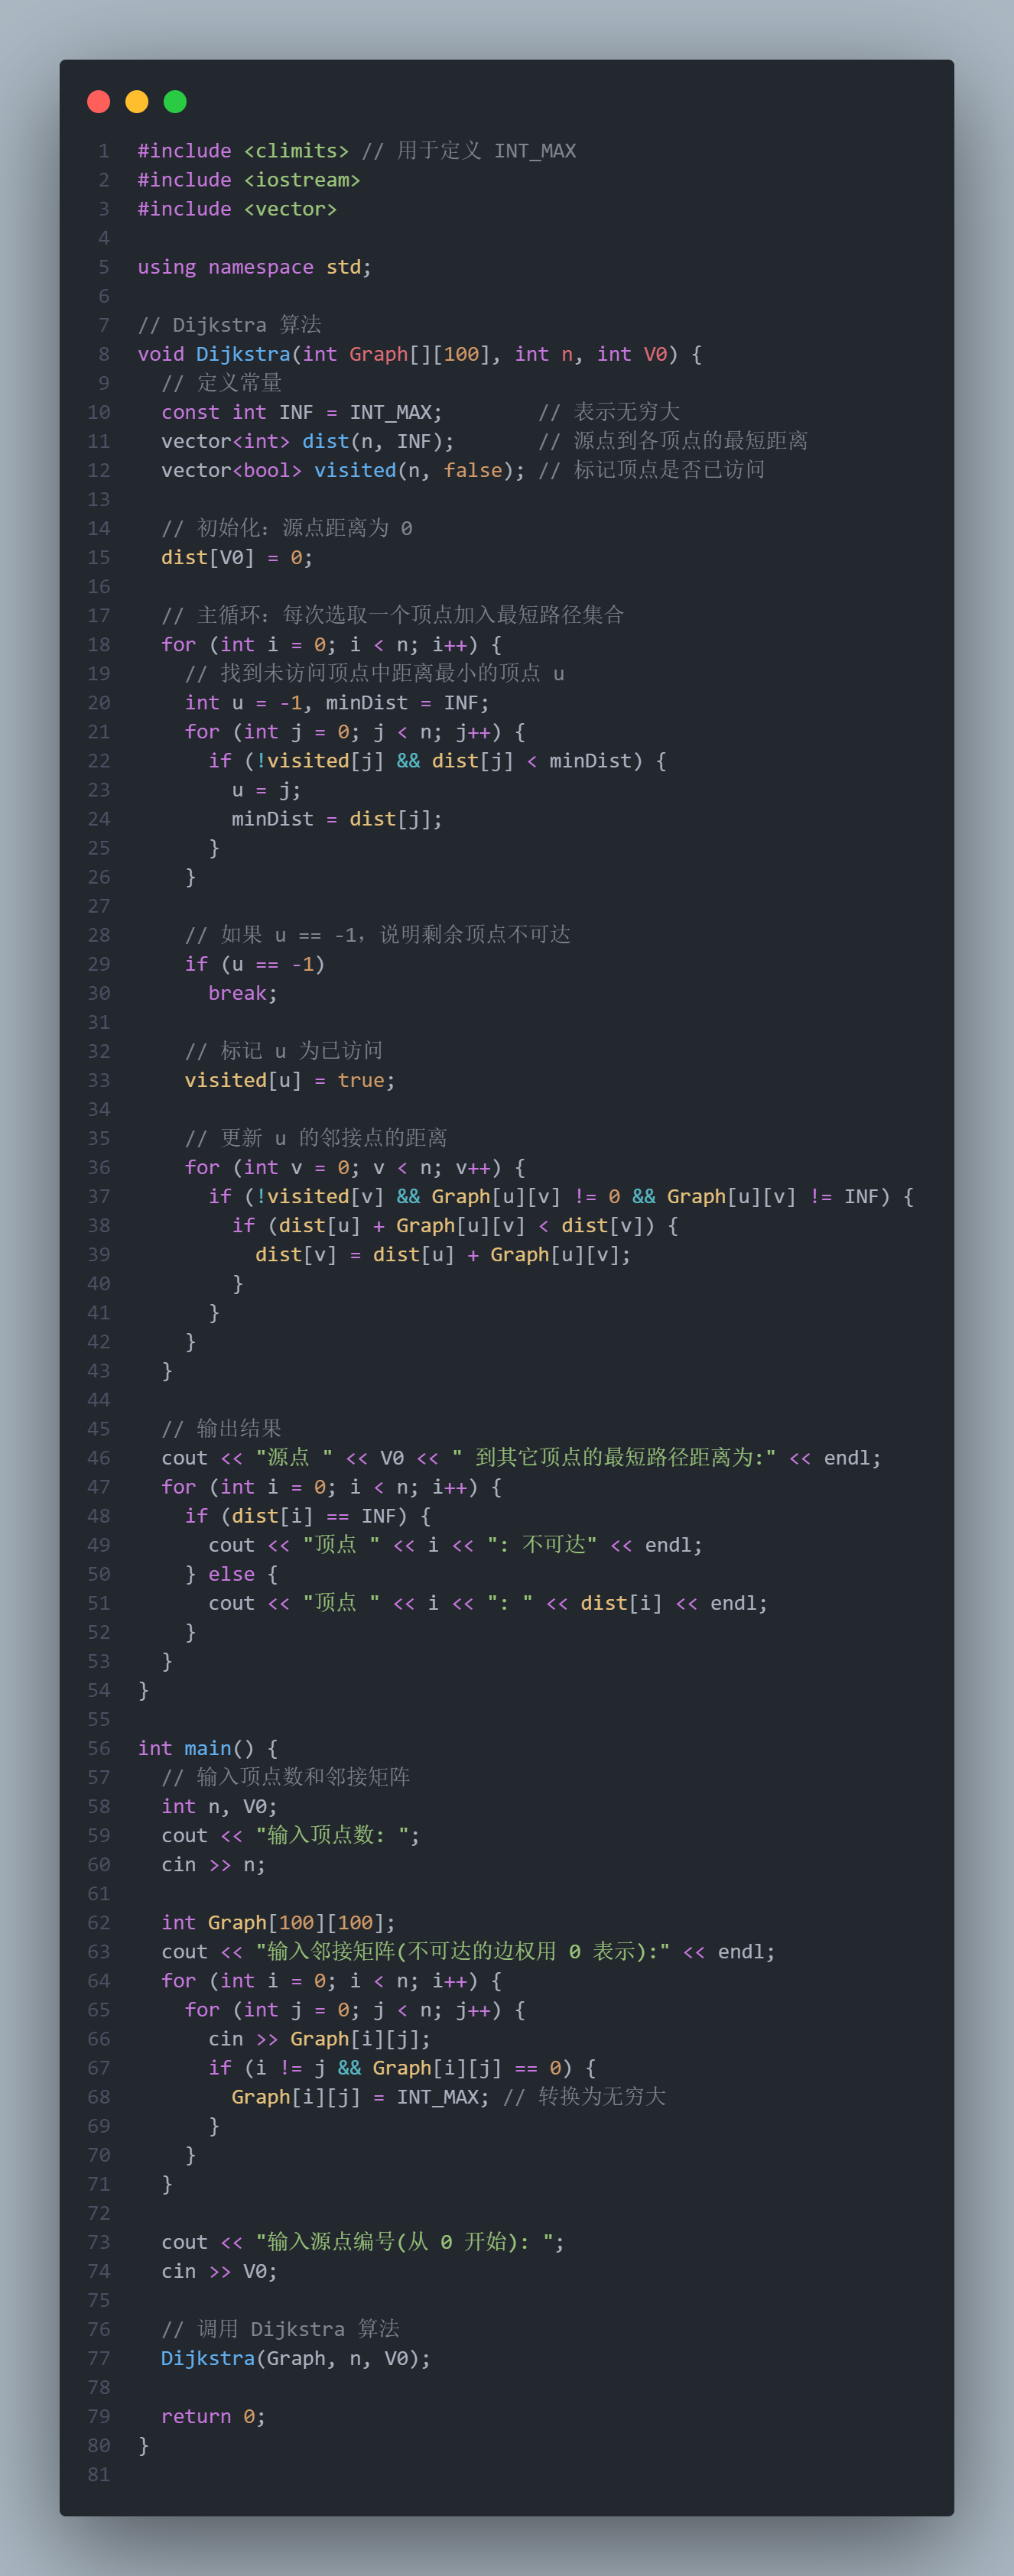 1 #include <climits> // 用于定义 INT_MAX
2 #include <iostream>
3 #include <vector>
4
5 using namespace std;
6
7 // Dijkstra 算法
8 void Dijkstra(int Graph[][100], int n, int V0) {
9   // 定义常量
10   const int INF = INT_MAX;        // 表示无穷大
11   vector<int> dist(n, INF);       // 源点到各顶点的最短距离
12   vector<bool> visited(n, false); // 标记顶点是否已访问
13
14   // 初始化：源点距离为 0
15   dist[V0] = 0;
16
17   // 主循环：每次选取一个顶点加入最短路径集合
18   for (int i = 0; i < n; i++) {
19     // 找到未访问顶点中距离最小的顶点 u
20     int u = -1, minDist = INF;
21     for (int j = 0; j < n; j++) {
22       if (!visited[j] && dist[j] < minDist) {
23         u = j;
24         minDist = dist[j];
25       }
26     }
27
28     // 如果 u == -1，说明剩余顶点不可达
29     if (u == -1)
30       break;
31
32     // 标记 u 为已访问
33     visited[u] = true;
34
35     // 更新 u 的邻接点的距离
36     for (int v = 0; v < n; v++) {
37       if (!visited[v] && Graph[u][v] != 0 && Graph[u][v] != INF) {
38         if (dist[u] + Graph[u][v] < dist[v]) {
39           dist[v] = dist[u] + Graph[u][v];
40         }
41       }
42     }
43   }
44
45   // 输出结果
46   cout << "源点 " << V0 << " 到其它顶点的最短路径距离为:" << endl;
47   for (int i = 0; i < n; i++) {
48     if (dist[i] == INF) {
49       cout << "顶点 " << i << ": 不可达" << endl;
50     } else {
51       cout << "顶点 " << i << ": " << dist[i] << endl;
52     }
53   }
54 }
55
56 int main() {
57   // 输入顶点数和邻接矩阵
58   int n, V0;
59   cout << "输入顶点数: ";
60   cin >> n;
61
62   int Graph[100][100];
63   cout << "输入邻接矩阵(不可达的边权用 0 表示):" << endl;
64   for (int i = 0; i < n; i++) {
65     for (int j = 0; j < n; j++) {
66       cin >> Graph[i][j];
67       if (i != j && Graph[i][j] == 0) {
68         Graph[i][j] = INT_MAX; // 转换为无穷大
69       }
70     }
71   }
72
73   cout << "输入源点编号(从 0 开始): ";
74   cin >> V0;
75
76   // 调用 Dijkstra 算法
77   Dijkstra(Graph, n, V0);
78
79   return 0;
80 }
81